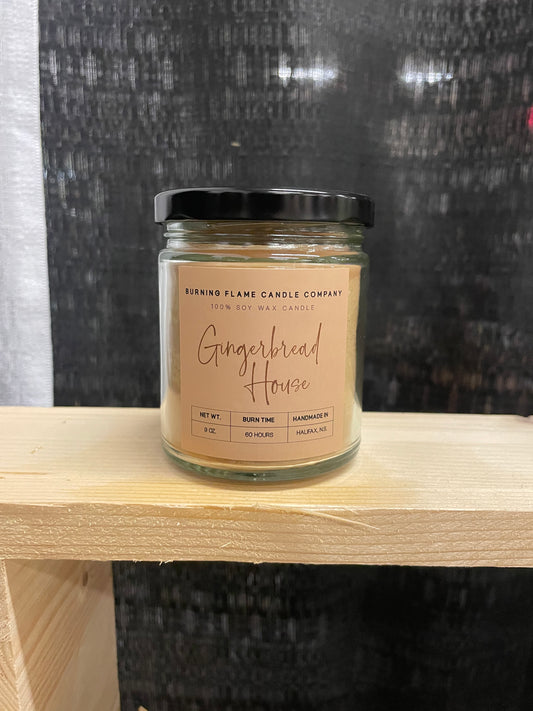 BURNING FLAME CANDLE COMPANY
100% SOY WAX CANDLE
Gingerbread
House
NET WT. BURN TIME HANDMADE IN
9 OZ. 60 HOURS HALIFAX, N.S.